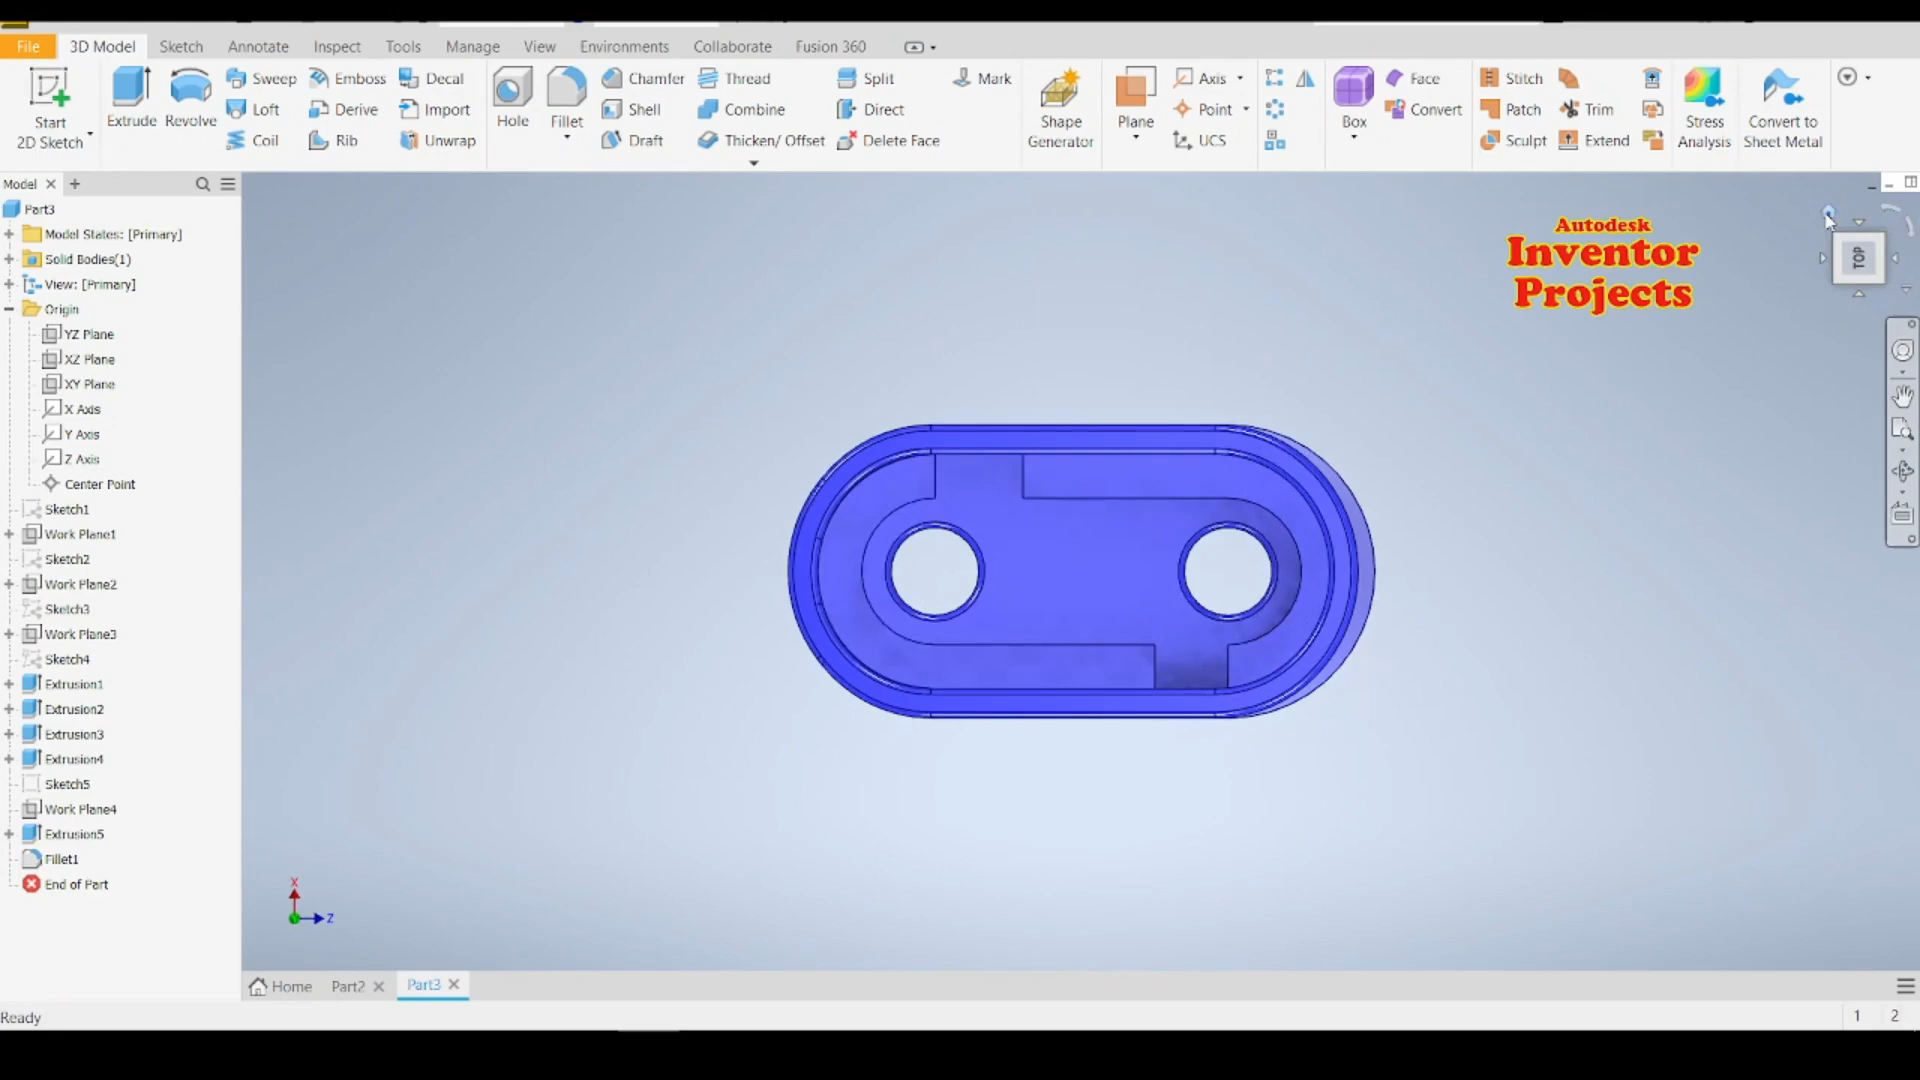 File 3D Model Sketch Annotate Inspect Tools Manage View Environments Collaborate Fusion 360
Start
2D Sketch
Extrude
Revolve
Sweep
Loft
Coil
Emboss
Derive
Rib
Decal
Import
Unwrap
Hole
Fillet
Chamfer
Shell
Draft
Thread
Combine
Thicken/ Offset
Split
Direct
Delete Face
Mark
Shape
Generator
Plane
Axis
Point
UCS
Box
Face
Convert
Stitch
Patch
Sculpt
Trim
Extend
Stress
Analysis
Convert to
Sheet Metal
Model
Part3
Model States: [Primary]
Solid Bodies(1)
View: [Primary]
Origin
YZ Plane
XZ Plane
XY Plane
X Axis
Y Axis
Z Axis
Center Point
Sketch1
Work Plane1
Sketch2
Work Plane2
Sketch3
Work Plane3
Sketch4
Extrusion1
Extrusion2
Extrusion3
Extrusion4
Sketch5
Work Plane4
Extrusion5
Fillet1
End of Part
Autodesk
Inventor
Projects
TOP
X
Z
Home Part2 Part3
Ready
1 2